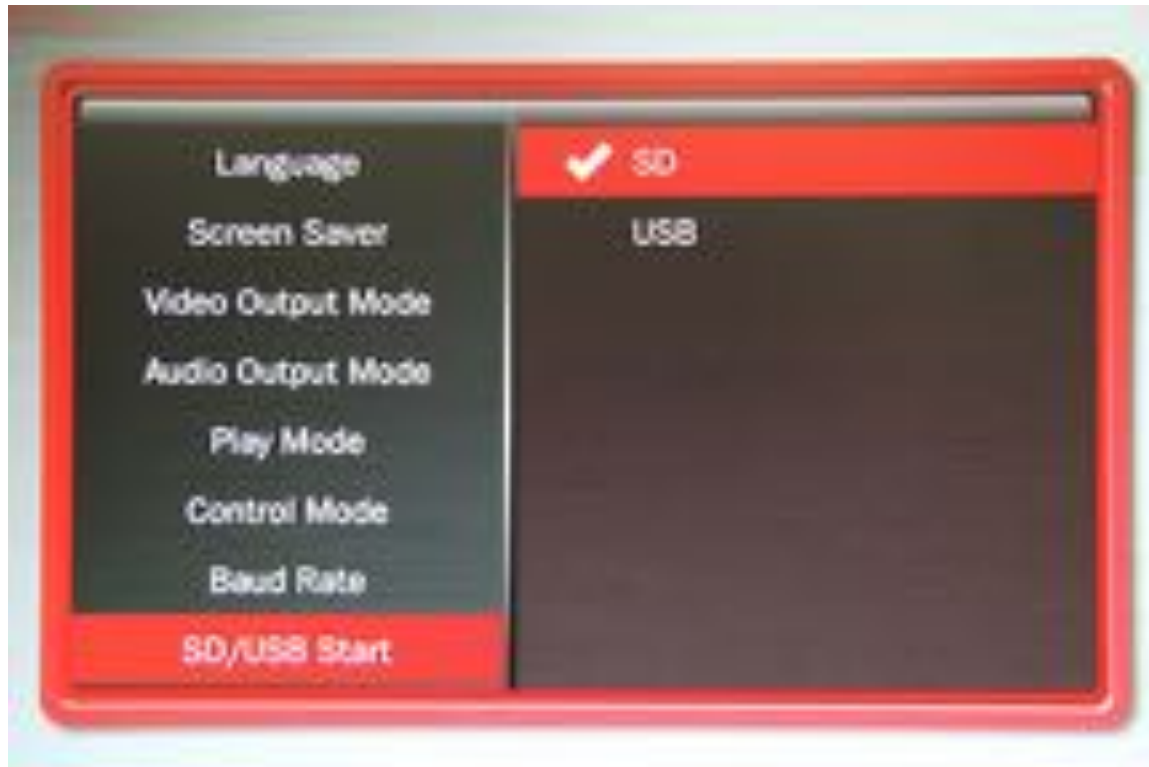 Language
Screen Saver
Video Output Mode
Audio Output Mode
Play Mode
Control Mode
Baud Rate
SD/USB Start
SD
USB